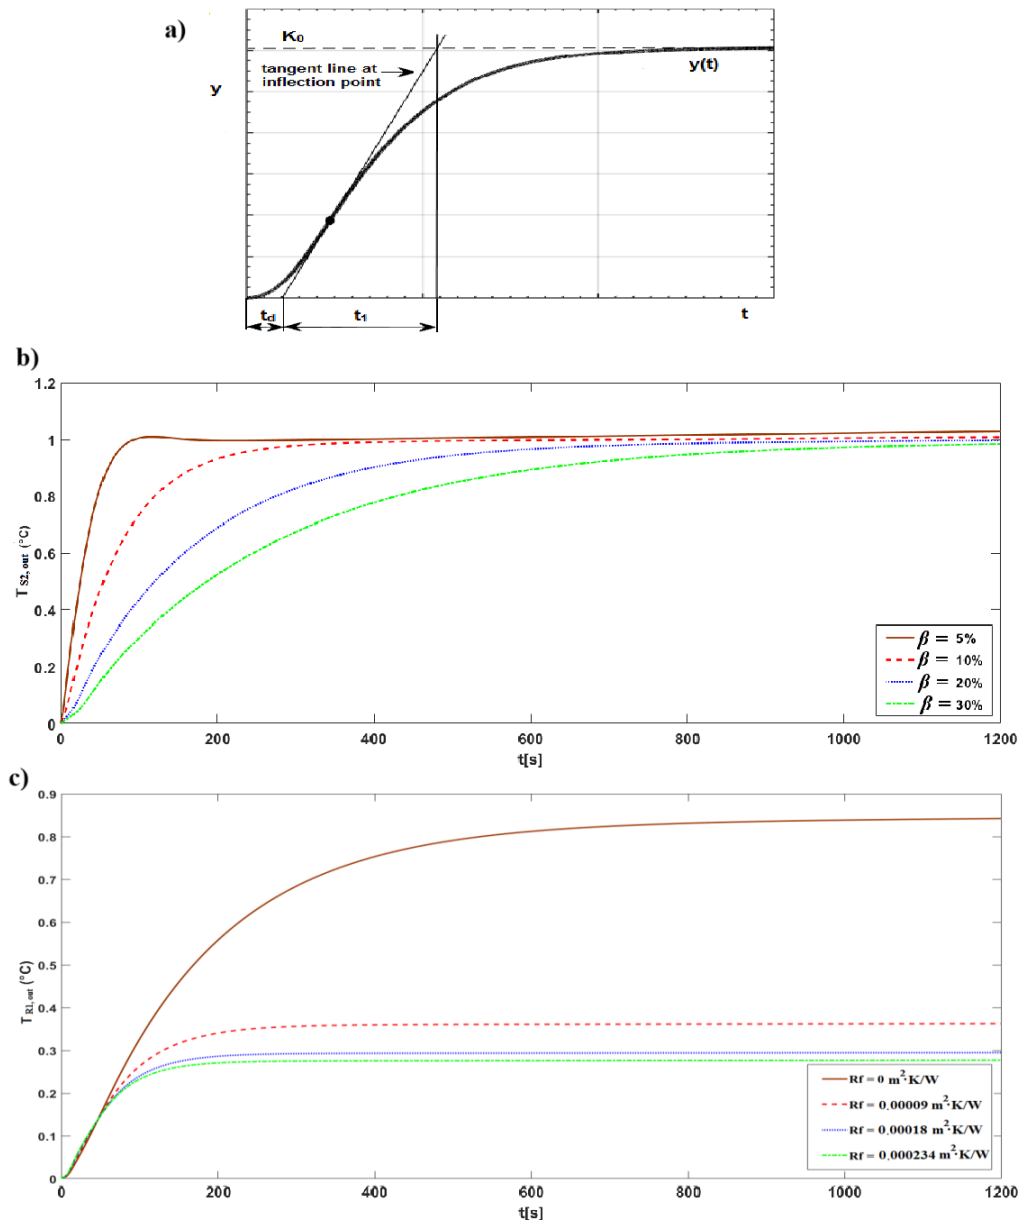 a)
K₀
tangent line at
inflection point
y(t)
y
t_d
t₁
t
b)
1.2
1
0.8
0.6
0.4
0.2
0
T S2, out (°C)
β = 5%
β = 10%
β = 20%
β = 30%
0 200 400 600 800 1000 1200
t[s]
c)
0.9
0.8
0.7
0.6
0.5
0.4
0.3
0.2
0.1
0
T R1, out (°C)
Rf = 0 m²·K/W
Rf = 0,00009 m²·K/W
Rf = 0,00018 m²·K/W
Rf = 0,000234 m²·K/W
0 200 400 600 800 1000 1200
t[s]